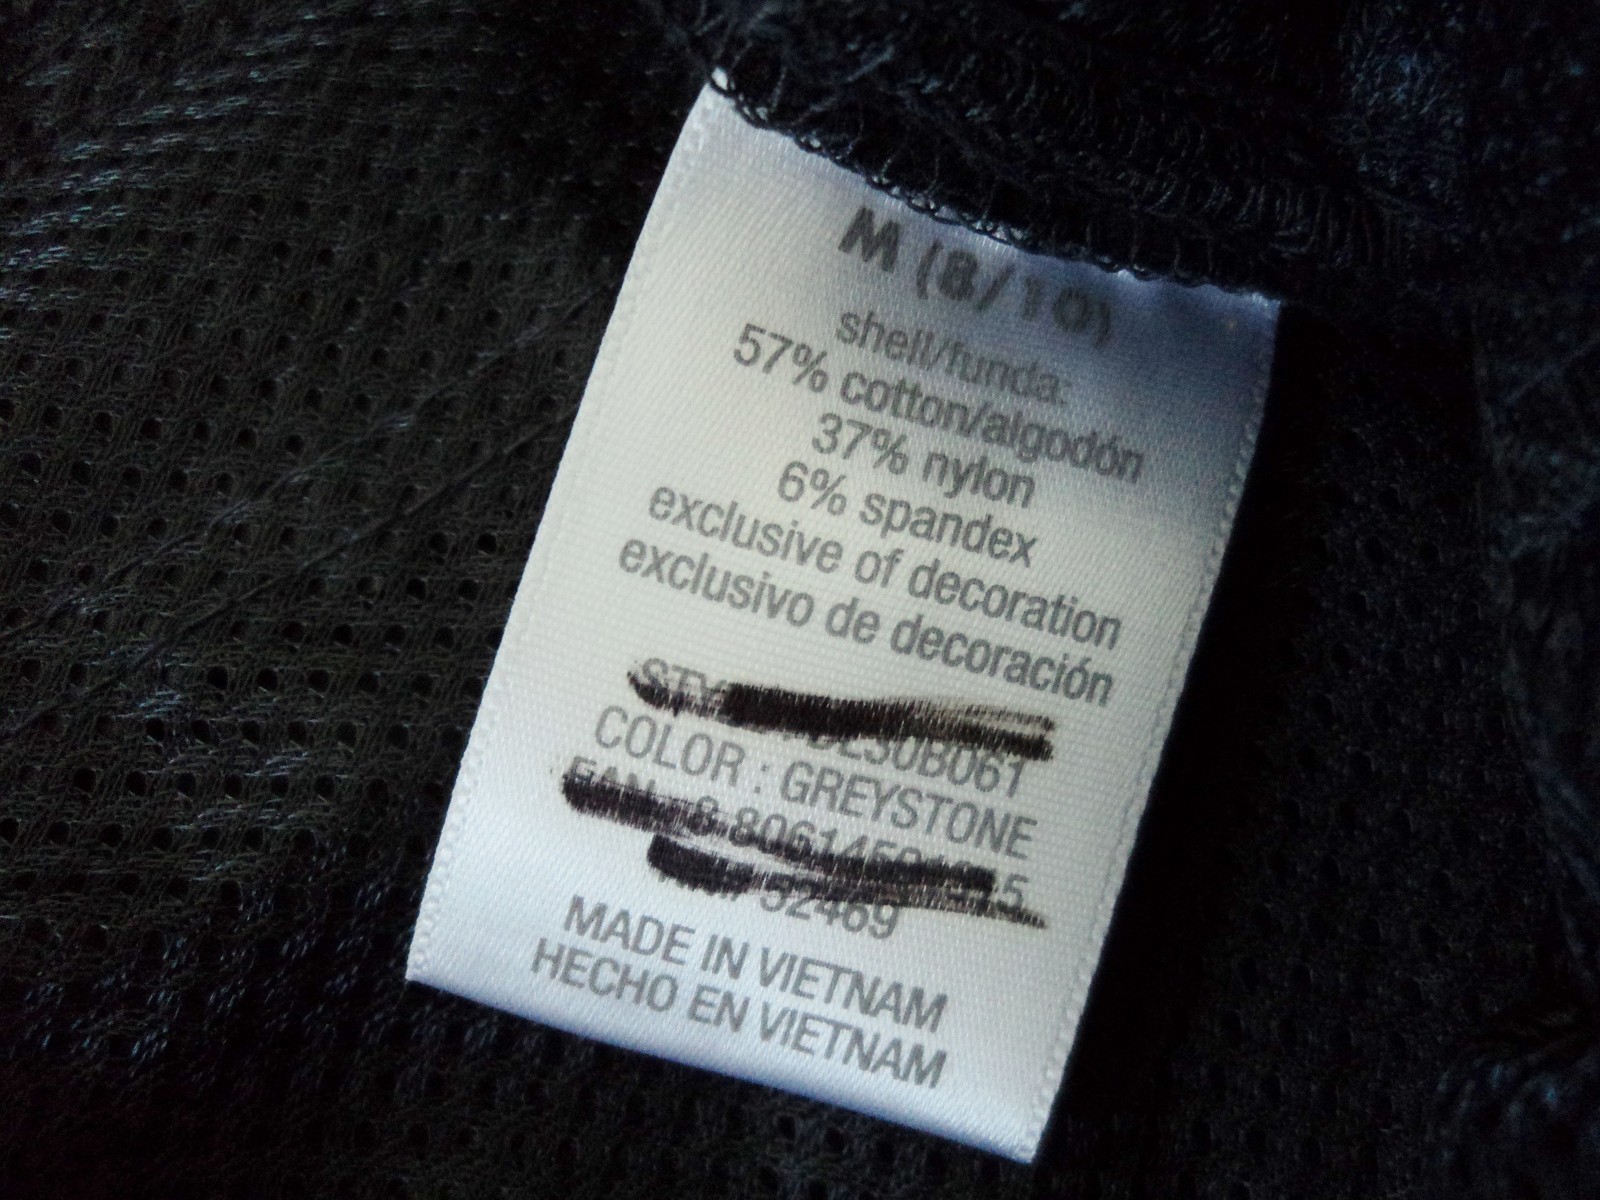 M (8/10)
shell/funda:
57% cotton/algodón
37% nylon
6% spandex
exclusive of decoration
exclusivo de decoración
COLOR : GREYSTONE
MADE IN VIETNAM
HECHO EN VIETNAM